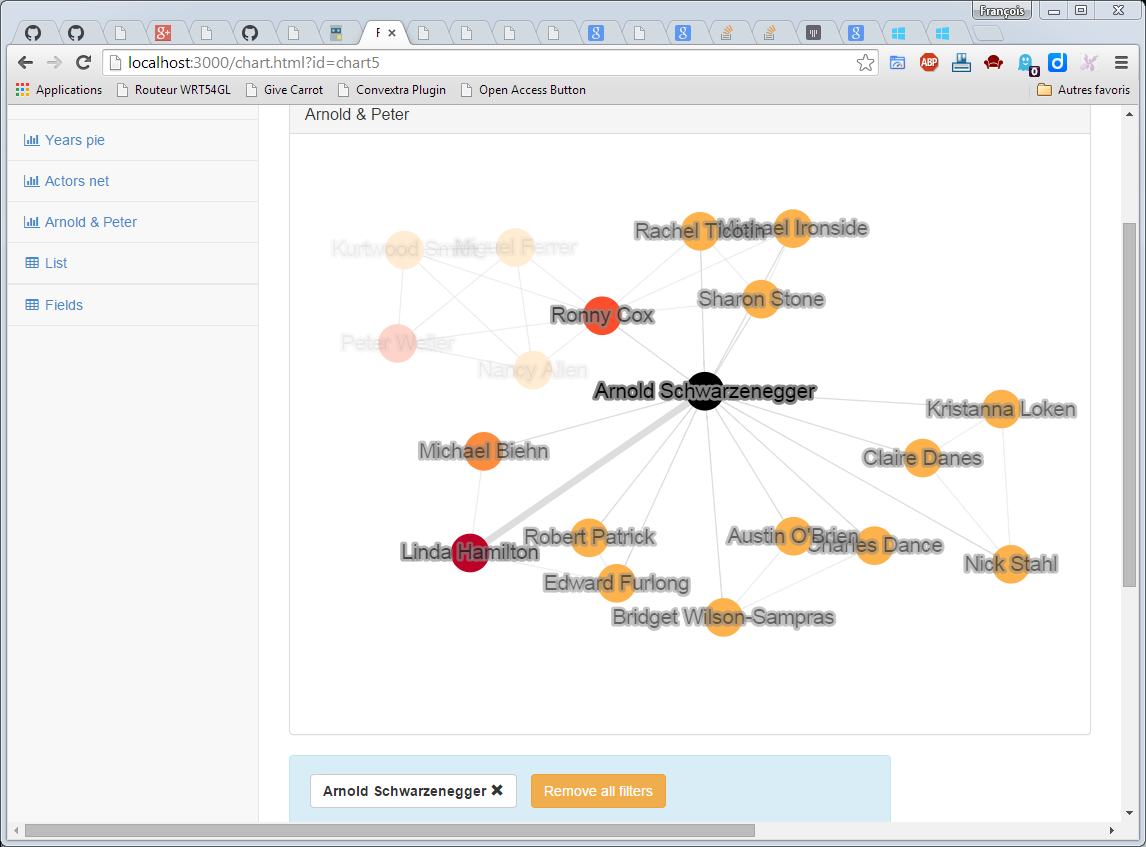 François
F
localhost:3000/chart.html?id=chart5
ABP
0
Applications
Routeur WRT54GL
Give Carrot
Convextra Plugin
Open Access Button
Autres favoris
Arnold & Peter
Years pie
Actors net
Arnold & Peter
List
Fields
Rachel Ticotin
Michael Ironside
Kurtwood Smith
Miguel Ferrer
Sharon Stone
Ronny Cox
Peter Weller
Nancy Allen
Arnold Schwarzenegger
Kristanna Loken
Michael Biehn
Claire Danes
Robert Patrick
Austin O'Brien
Charles Dance
Linda Hamilton
Nick Stahl
Edward Furlong
Bridget Wilson-Sampras
Arnold Schwarzenegger
Remove all filters